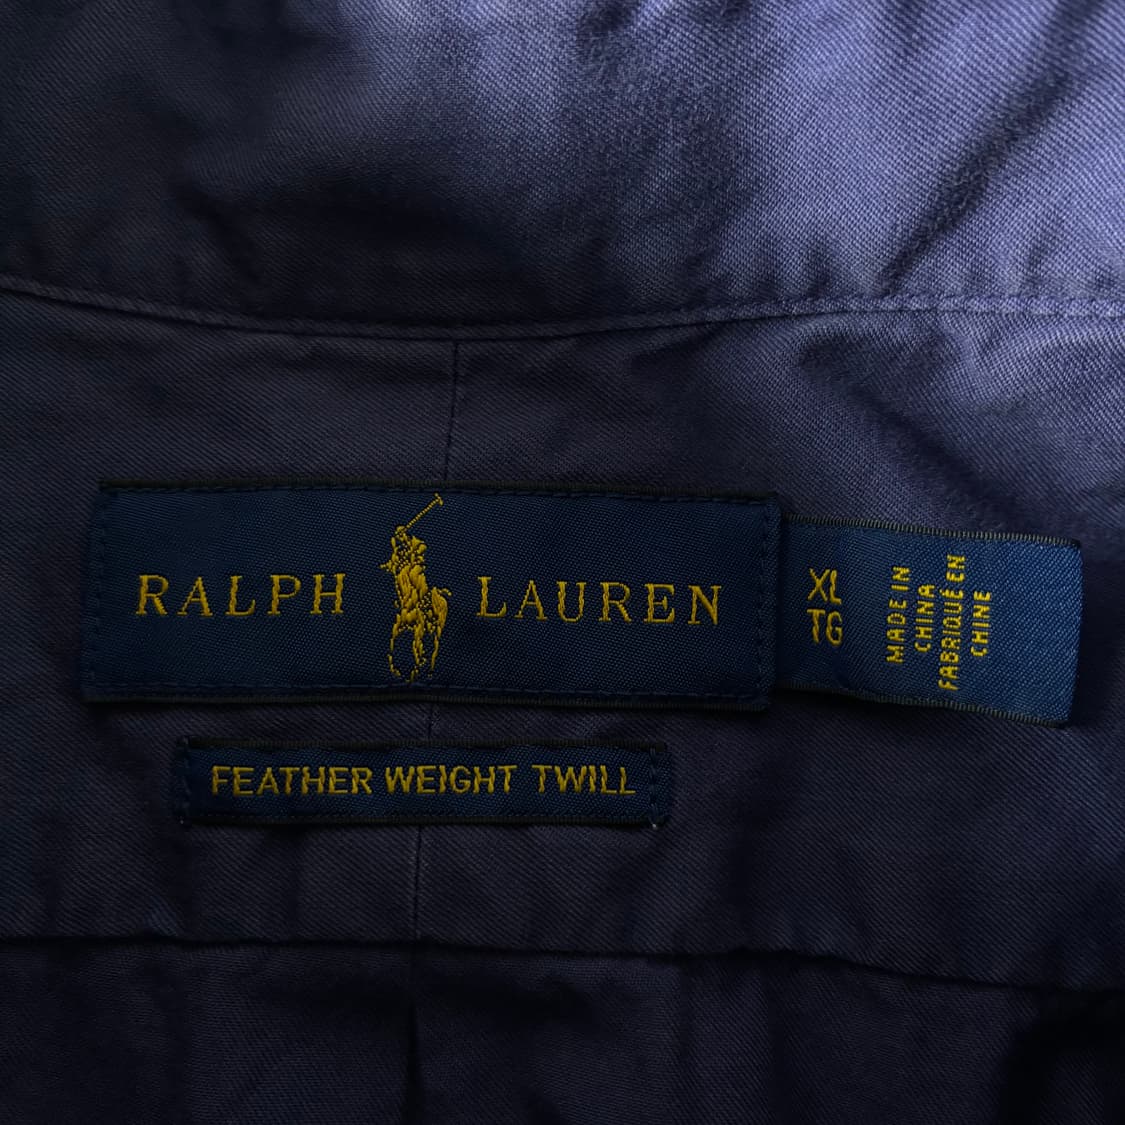 RALPH LAUREN
XL
TG
MADE IN
CHINA
FABRIQUÉ EN
CHINE
FEATHER WEIGHT TWILL